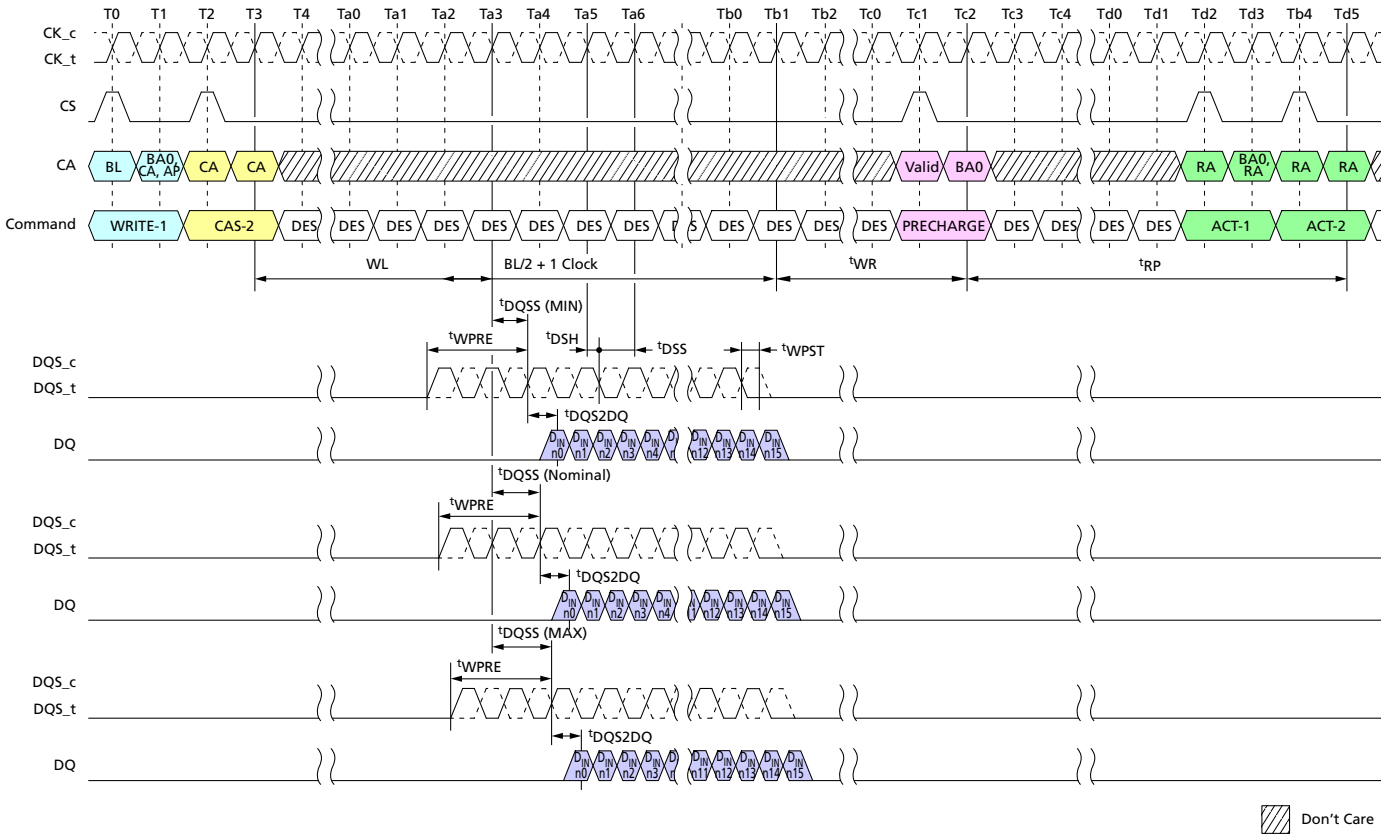 T0 T1 T2 T3 T4 Ta0 Ta1 Ta2 Ta3 Ta4 Ta5 Ta6 Tb0 Tb1 Tb2 Tc0 Tc1 Tc2 Tc3 Tc4 Td0 Td1 Td2 Td3 Tb4 Td5
CK_c
CK_t
CS
CA BL BA0, CA, AP CA CA Valid BA0 RA BA0, RA RA RA
Command WRITE-1 CAS-2 DES DES DES DES DES DES DES DES DES DES DES DES PRECHARGE DES DES DES DES ACT-1 ACT-2
WL BL/2 + 1 Clock tWR tRP
tDQSS (MIN)
tWPRE tDSH tDSS tWPST
DQS_c
DQS_t
tDQS2DQ
DQ DIN n0 DIN n1 DIN n2 DIN n3 DIN n4 DIN n12 DIN n13 DIN n14 DIN n15
tDQSS (Nominal)
tWPRE
DQS_c
DQS_t
tDQS2DQ
DQ DIN n0 DIN n1 DIN n2 DIN n3 DIN n4 DIN n12 DIN n13 DIN n14 DIN n15
tDQSS (MAX)
tWPRE
DQS_c
DQS_t
tDQS2DQ
DQ DIN n0 DIN n1 DIN n2 DIN n3 DIN n11 DIN n12 DIN n13 DIN n14 DIN n15
Don't Care